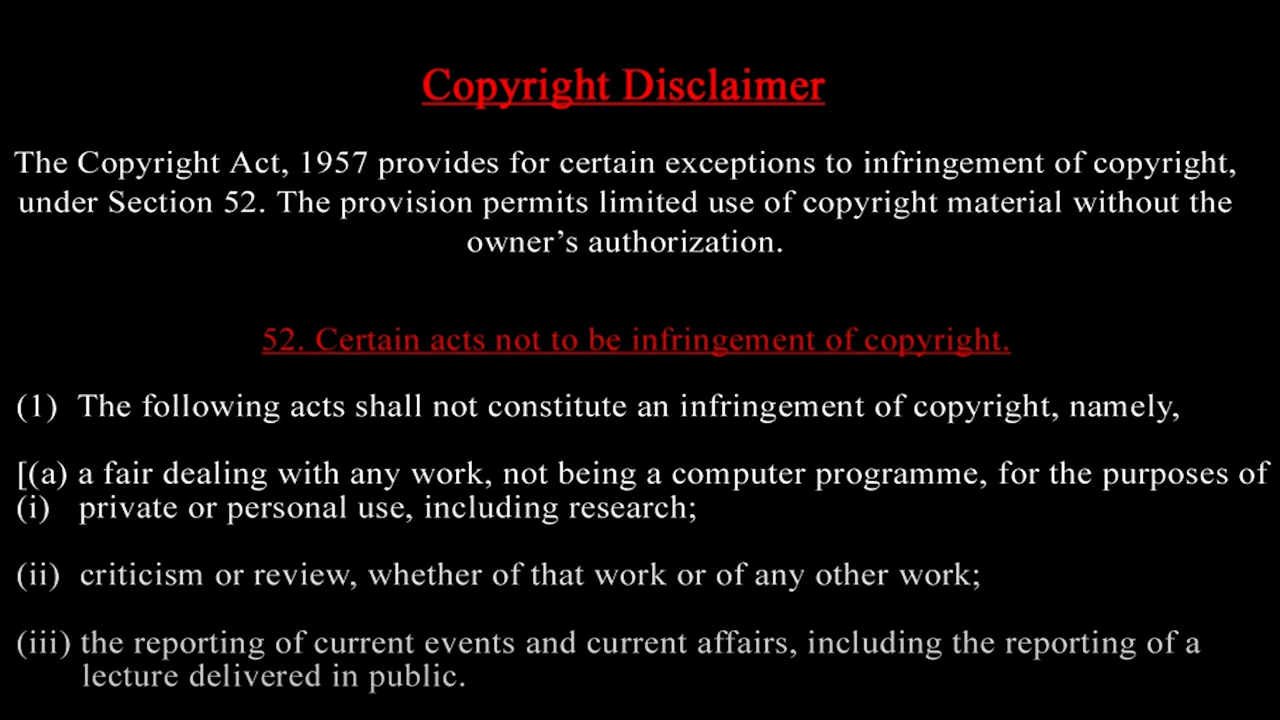 Copyright Disclaimer
The Copyright Act, 1957 provides for certain exceptions to infringement of copyright,
under Section 52. The provision permits limited use of copyright material without the
owner’s authorization.
52. Certain acts not to be infringement of copyright.
(1) The following acts shall not constitute an infringement of copyright, namely,
[(a) a fair dealing with any work, not being a computer programme, for the purposes of
(i) private or personal use, including research;
(ii) criticism or review, whether of that work or of any other work;
(iii) the reporting of current events and current affairs, including the reporting of a
lecture delivered in public.